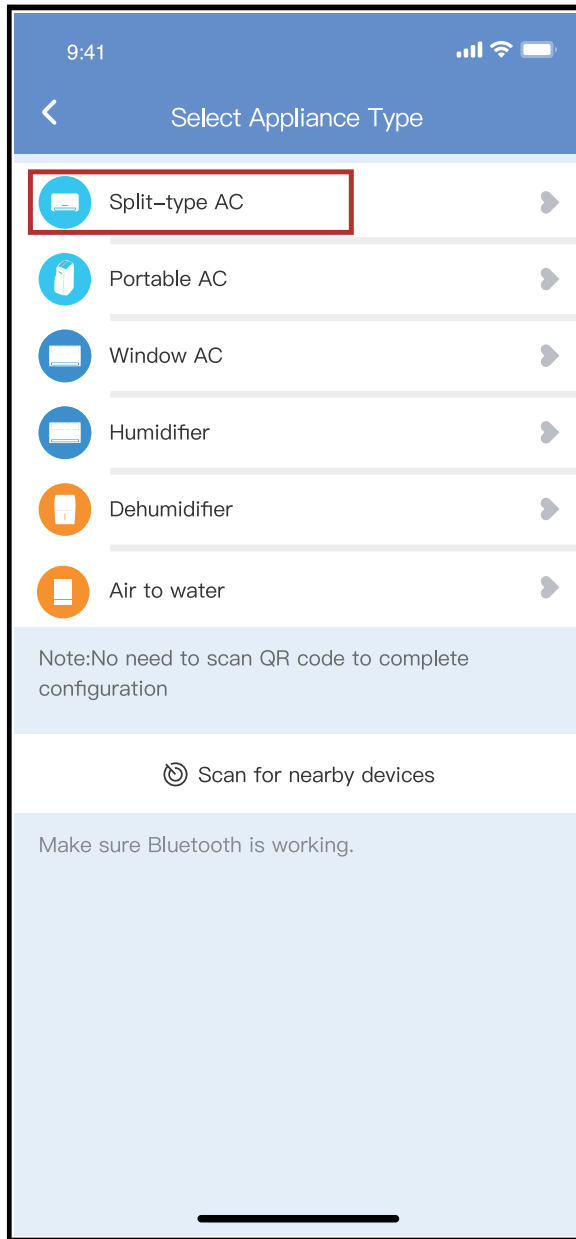 9:41
Select Appliance Type
Split-type AC
Portable AC
Window AC
Humidifier
Dehumidifier
Air to water
Note:No need to scan QR code to complete
configuration
Scan for nearby devices
Make sure Bluetooth is working.